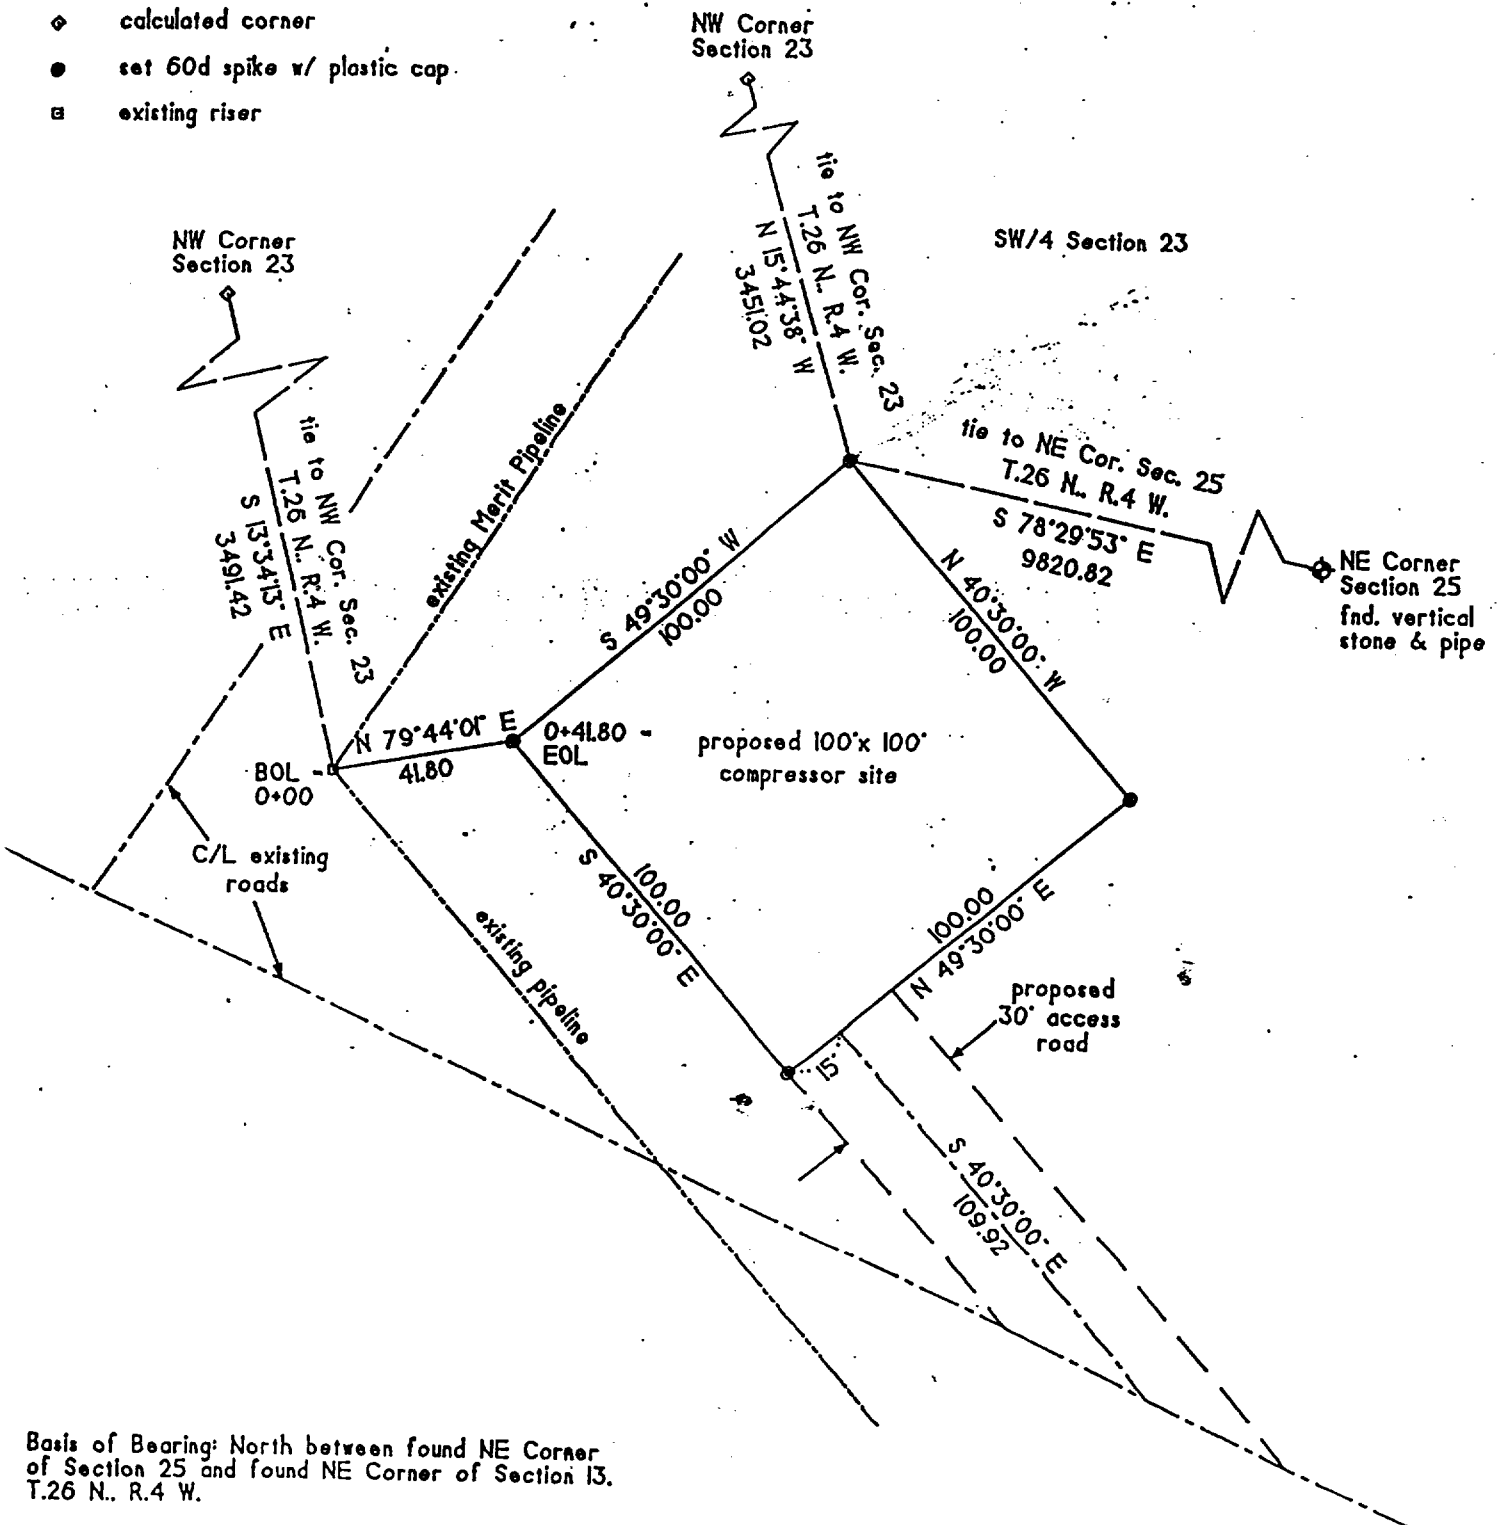 calculated corner
set 60d spike w/ plastic cap
existing riser
NW Corner
Section 23
NW Corner
Section 23
SW/4 Section 23
tie to NW Cor. Sec. 23
T.26 N.. R.4 W.
N 15°44'38" W
3451.02
tie to NW Cor. Sec. 23
T.26 N.. R.4 W.
S 13°34'13" E
3491.42
existing Merit Pipeline
tie to NE Cor. Sec. 25
T.26 N.. R.4 W.
S 78°29'53" E
9820.82
NE Corner
Section 25
fnd. vertical
stone & pipe
S 49°30'00" W
100.00
N 40°30'00" W
100.00
N 79°44'01" E
41.80
0+41.80 -
EOL
BOL -
0+00
proposed 100'x 100'
compressor site
C/L existing
roads
100.00
S 40°30'00" E
100.00
N 49°30'00" E
existing pipeline
proposed
30' access
road
15'
S 40°30'00" E
109.92
Basis of Bearing: North between found NE Corner
of Section 25 and found NE Corner of Section 13.
T.26 N.. R.4 W.